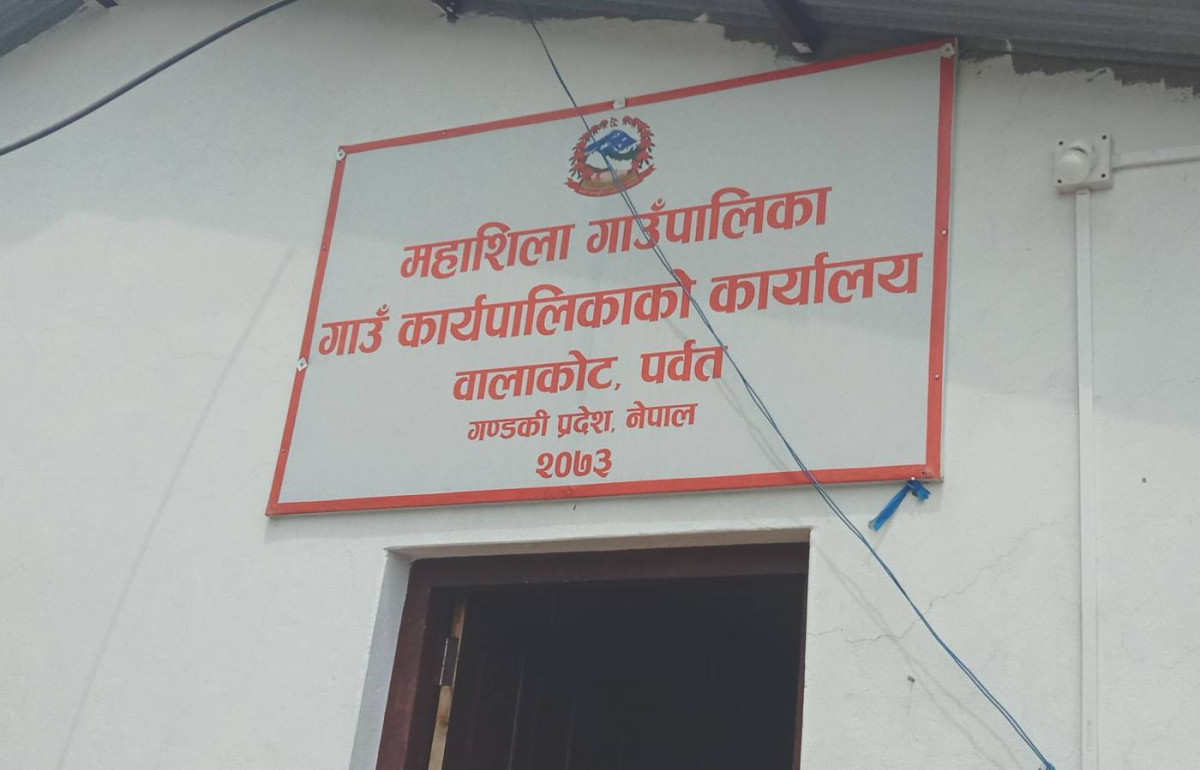 महाशिला गाउँपालिका
गाउँ कार्यपालिकाको कार्यालय
वालाकोट, पर्वत
गण्डकी प्रदेश, नेपाल
२०७३